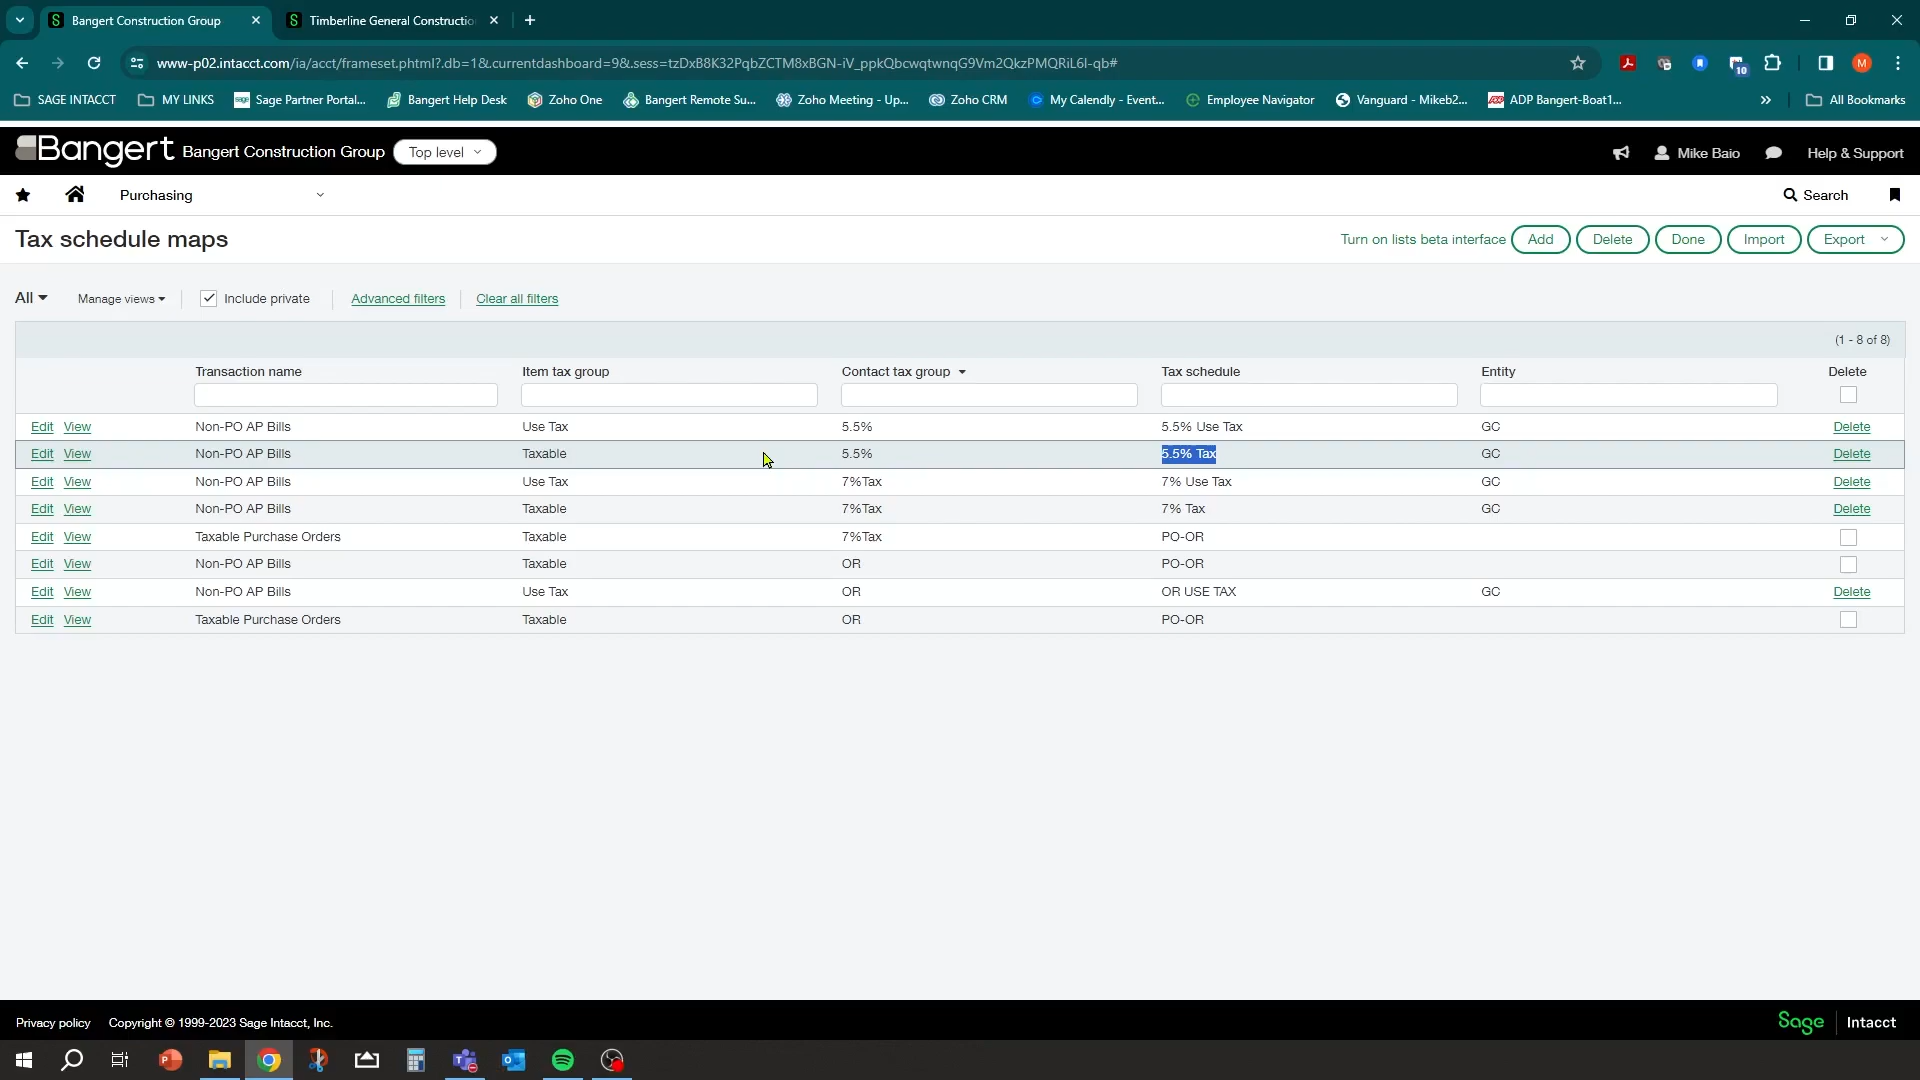 Bangert Construction Group
Timberline General Constructio
www-p02.intacct.com/ia/acct/frameset.phtml?.db=1&.currentdashboard=9&.sess=tzDxB8K32PqbZCTM8xBGN-iV_ppkQbcwqtwnqG9Vm2QkzPMQRiL6l-qb#
10
M
SAGE INTACCT MY LINKS Sage Partner Portal... Bangert Help Desk Zoho One Bangert Remote Su... Zoho Meeting - Up... Zoho CRM My Calendly - Event... Employee Navigator Vanguard - Mikeb2... ADP Bangert-Boat1... » All Bookmarks
Bangert Bangert Construction Group Top level Mike Baio Help & Support
Purchasing Search
Tax schedule maps Turn on lists beta interface Add Delete Done Import Export
All Manage views Include private Advanced filters Clear all filters
(1 - 8 of 8)
Transaction name Item tax group Contact tax group Tax schedule Entity Delete
Edit View Non-PO AP Bills Use Tax 5.5% 5.5% Use Tax GC Delete
Edit View Non-PO AP Bills Taxable 5.5% 5.5% Tax GC Delete
Edit View Non-PO AP Bills Use Tax 7%Tax 7% Use Tax GC Delete
Edit View Non-PO AP Bills Taxable 7%Tax 7% Tax GC Delete
Edit View Taxable Purchase Orders Taxable 7%Tax PO-OR
Edit View Non-PO AP Bills Taxable OR PO-OR
Edit View Non-PO AP Bills Use Tax OR OR USE TAX GC Delete
Edit View Taxable Purchase Orders Taxable OR PO-OR
Privacy policy Copyright © 1999-2023 Sage Intacct, Inc. Sage Intacct